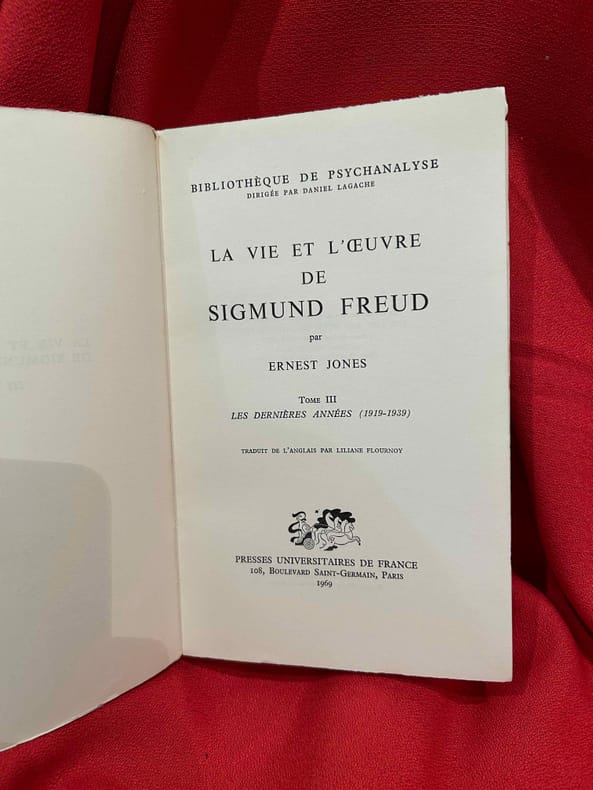 BIBLIOTHÈQUE DE PSYCHANALYSE
DIRIGÉE PAR DANIEL LAGACHE
LA VIE ET L'ŒUVRE
DE
SIGMUND FREUD
par
ERNEST JONES
TOME III
LES DERNIÈRES ANNÉES (1919-1939)
TRADUIT DE L'ANGLAIS PAR LILIANE FLOURNOY
PRESSES UNIVERSITAIRES DE FRANCE
108, BOULEVARD SAINT-GERMAIN, PARIS
1969